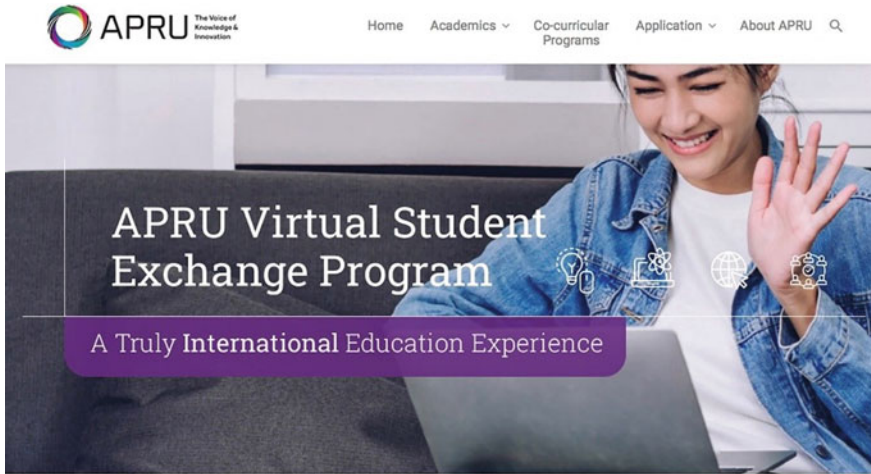 APRU
The Voice of
Knowledge &
Innovation
Home
Academics
Co-curricular
Programs
Application
About APRU
APRU Virtual Student
Exchange Program
A Truly International Education Experience